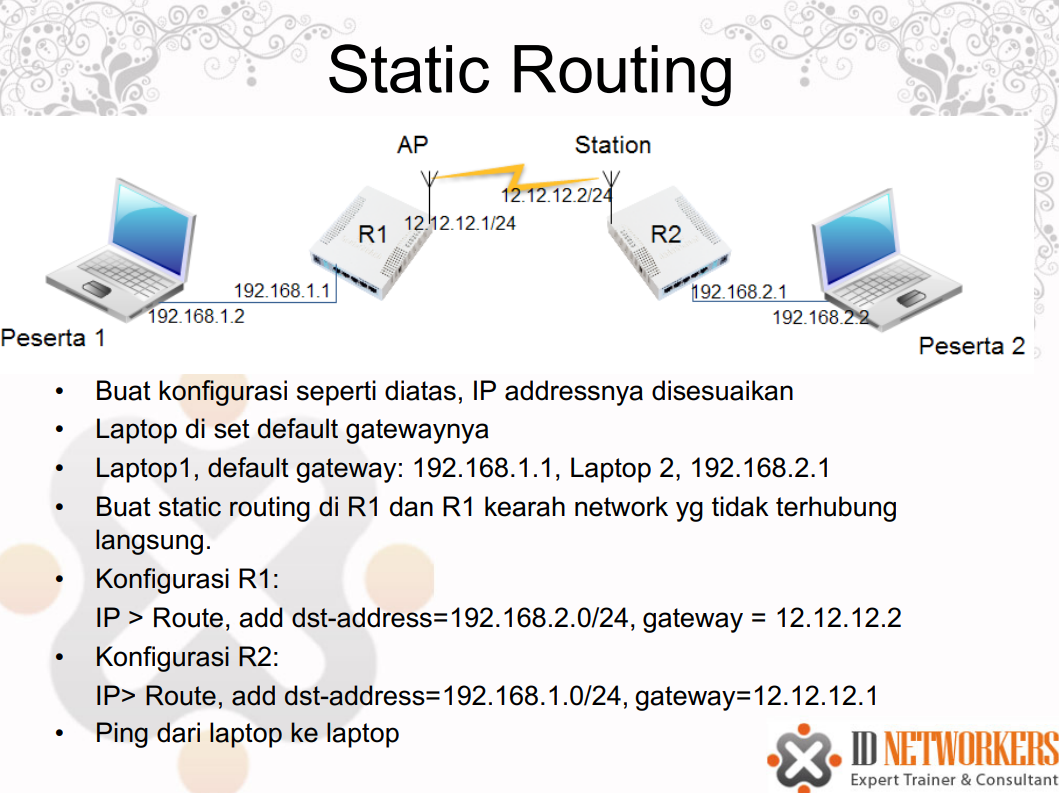 Static Routing
AP
Station
12.12.12.2/24
R1
12.12.12.1/24
R2
192.168.1.1
192.168.2.1
192.168.1.2
192.168.2.2
Peserta 1
Peserta 2
• Buat konfigurasi seperti diatas, IP addressnya disesuaikan
• Laptop di set default gatewaynya
• Laptop1, default gateway: 192.168.1.1, Laptop 2, 192.168.2.1
• Buat static routing di R1 dan R1 kearah network yg tidak terhubung
langsung.
• Konfigurasi R1:
IP > Route, add dst-address=192.168.2.0/24, gateway = 12.12.12.2
• Konfigurasi R2:
IP> Route, add dst-address=192.168.1.0/24, gateway=12.12.12.1
• Ping dari laptop ke laptop
ID NETWORKERS
Expert Trainer & Consultant